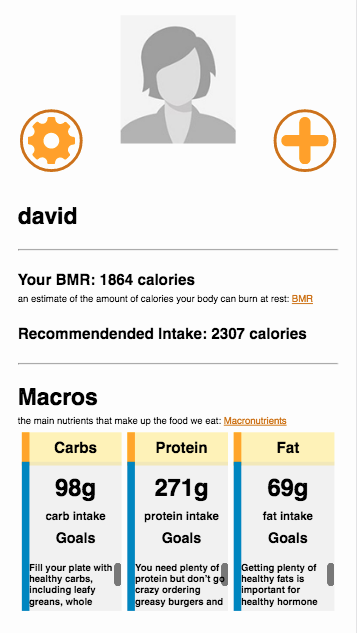 david
Your BMR: 1864 calories
an estimate of the amount of calories your body can burn at rest: BMR
Recommendended Intake: 2307 calories
Macros
the main nutrients that make up the food we eat: Macronutrients
Carbs
98g
carb intake
Goals
Fill your plate with
healthy carbs,
including leafy
greans, whole
Protein
271g
protein intake
Goals
You need plenty of
protein but don't go
crazy ordering
greasy burgers and
Fat
69g
fat intake
Goals
Getting plenty of
healthy fats is
important for
healthy hormone